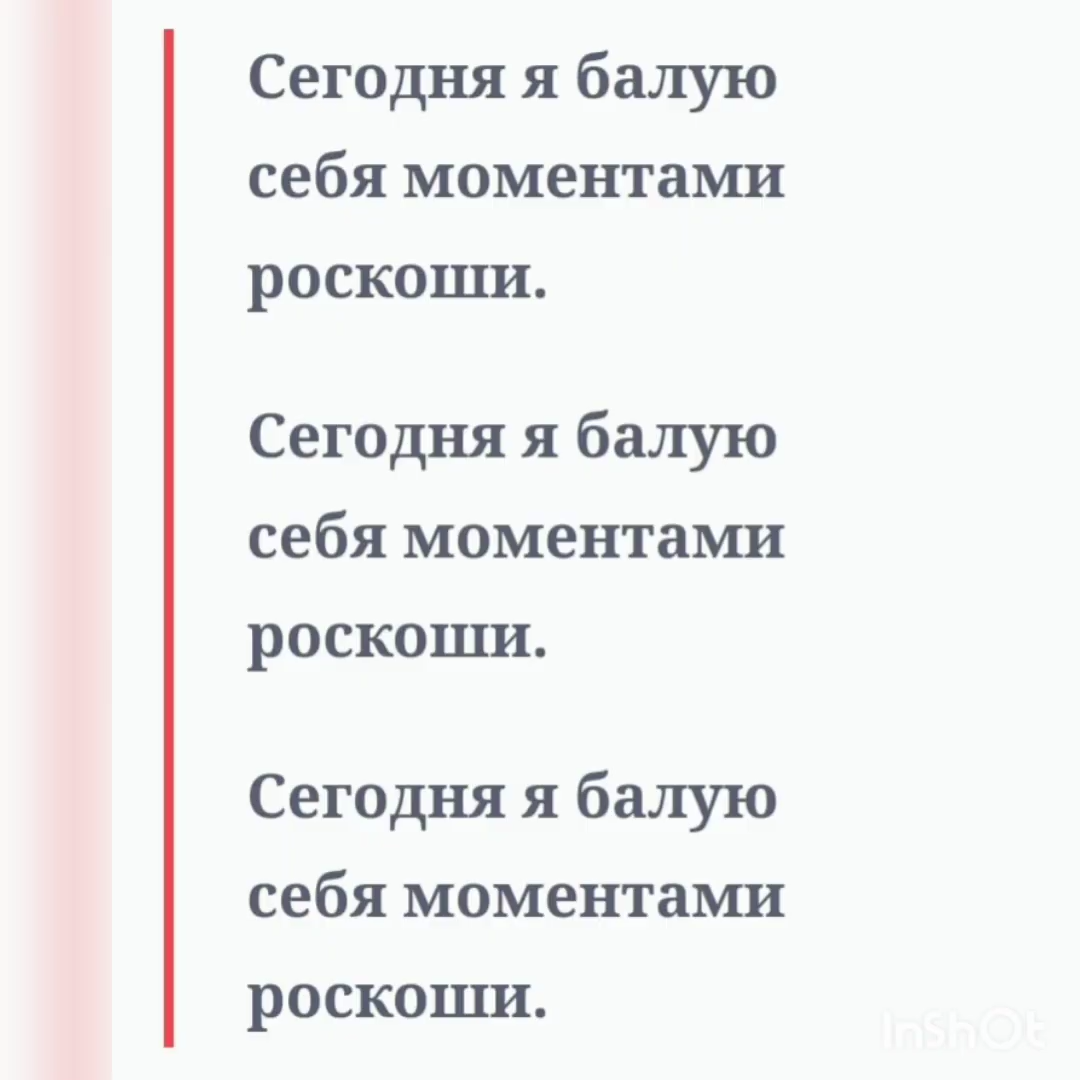 Сегодня я балую
себя моментами
роскоши.
Сегодня я балую
себя моментами
роскоши.
Сегодня я балую
себя моментами
роскоши.
InShOt